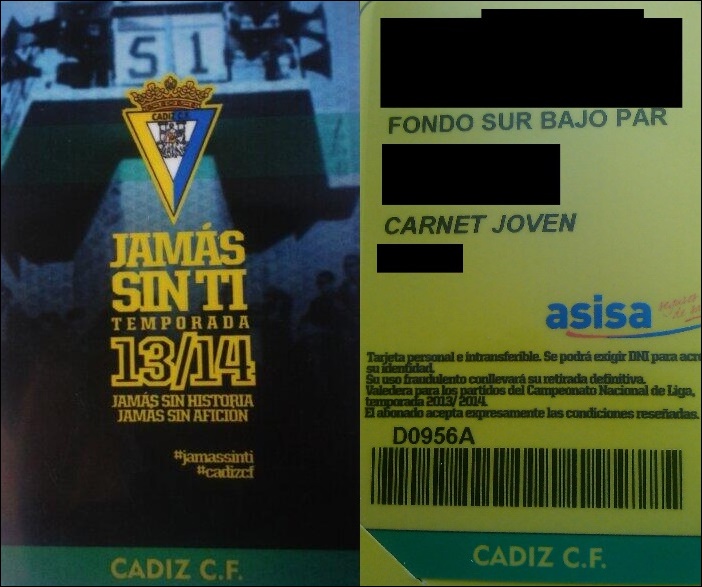 5 1
CADIZ C.F.
JAMÁS
SIN TI
TEMPORADA
13/14
JAMÁS SIN HISTORIA
JAMÁS SIN AFICIÓN
#jamassinti
#cadizcf
CADIZ C.F.
FONDO SUR BAJO PAR
CARNET JOVEN
asisa
Tarjeta personal e intransferible. Se podrá exigir DNI para acre
su identidad.
Su uso fraudulento conllevará su retirada definitiva.
Valedera para los partidos del Campeonato Nacional de Liga,
temporada 2013/ 2014.
El abonado acepta expresamente las condiciones reseñadas.
D0956A
CADIZ C.F.